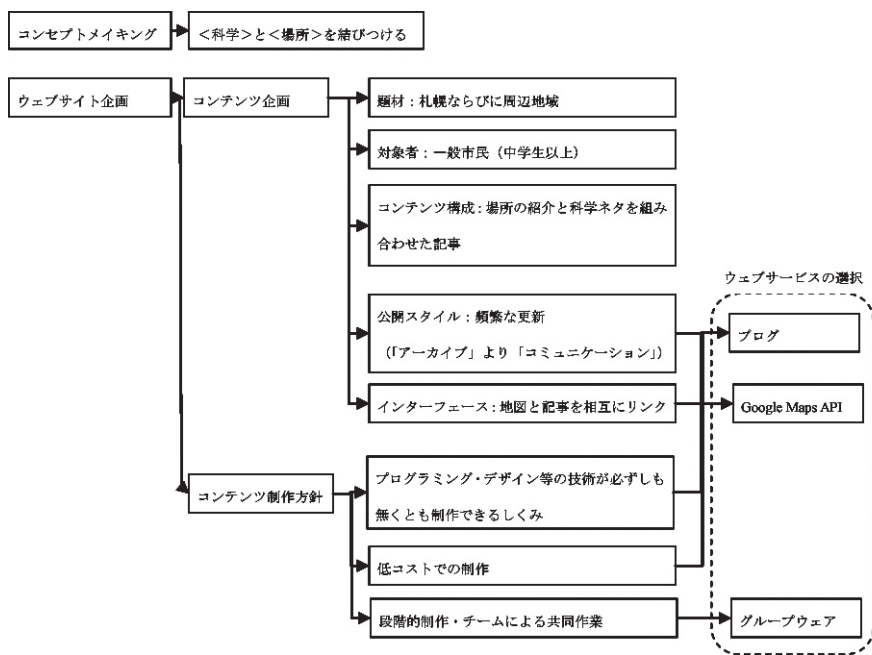 コンセプトメイキング
＜科学＞と＜場所＞を結びつける
ウェブサイト企画
コンテンツ企画
題材：札幌ならびに周辺地域
対象者：一般市民（中学生以上）
コンテンツ構成：場所の紹介と科学ネタを組み
合わせた記事
ウェブサービスの選択
公開スタイル：頻繁な更新
（「アーカイブ」より「コミュニケーション」）
ブログ
インターフェース：地図と記事を相互にリンク
Google Maps API
コンテンツ制作方針
プログラミング・デザイン等の技術が必ずしも
無くとも制作できるしくみ
低コストでの制作
段階的制作・チームによる共同作業
グループウェア